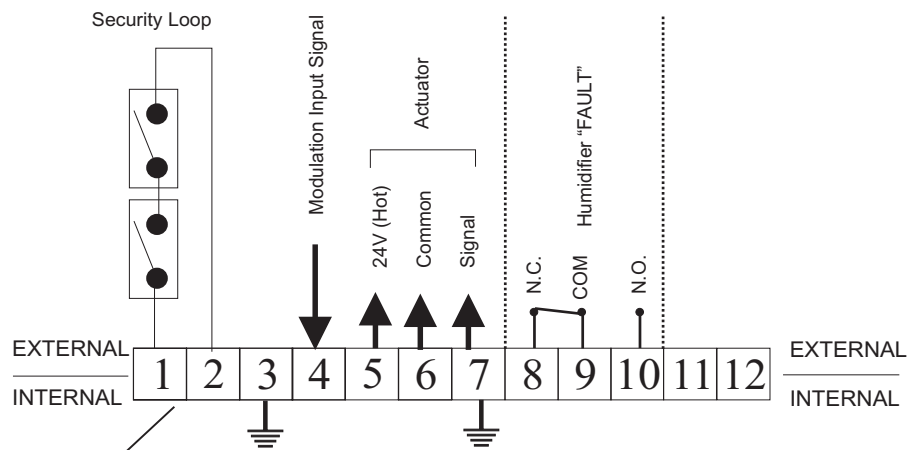 Security Loop
Modulation Input Signal
Actuator
24V (Hot)
Common
Signal
Humidifier “FAULT”
N.C.
COM
N.O.
EXTERNAL
INTERNAL
1 2 3 4 5 6 7 8 9 10 11 12
EXTERNAL
INTERNAL